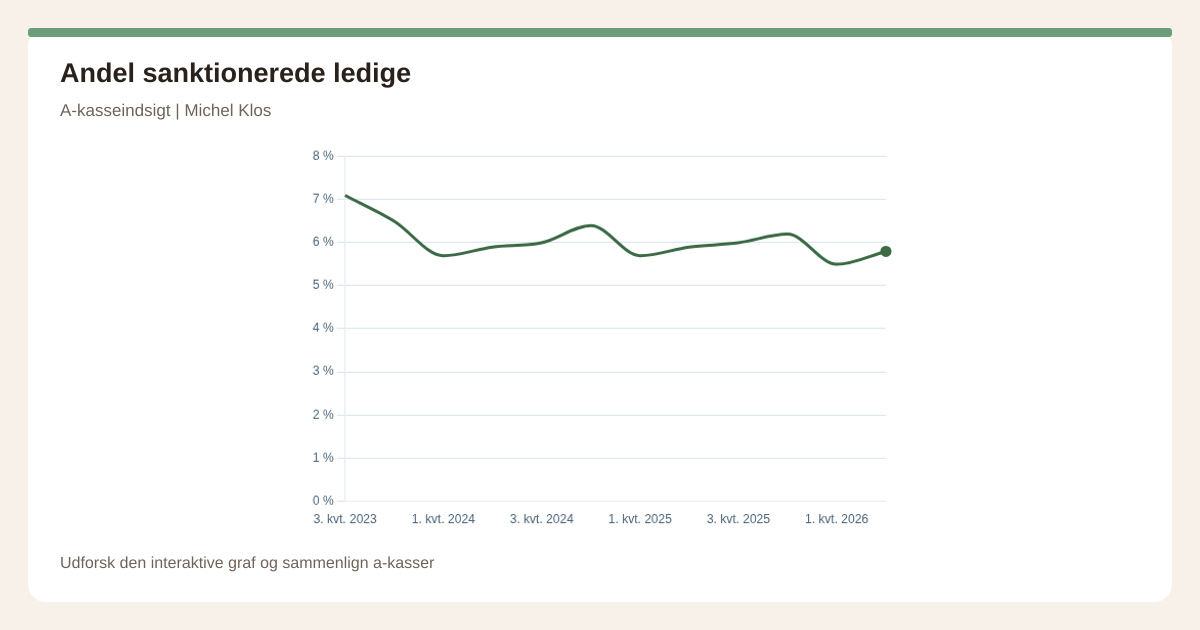 Andel sanktionerede ledige
A-kasseindsigt | Michel Klos
8 %
7 %
6 %
5 %
4 %
3 %
2 %
1 %
0 %
3. kvt. 2023 1. kvt. 2024 3. kvt. 2024 1. kvt. 2025 3. kvt. 2025 1. kvt. 2026
Udforsk den interaktive graf og sammenlign a-kasser